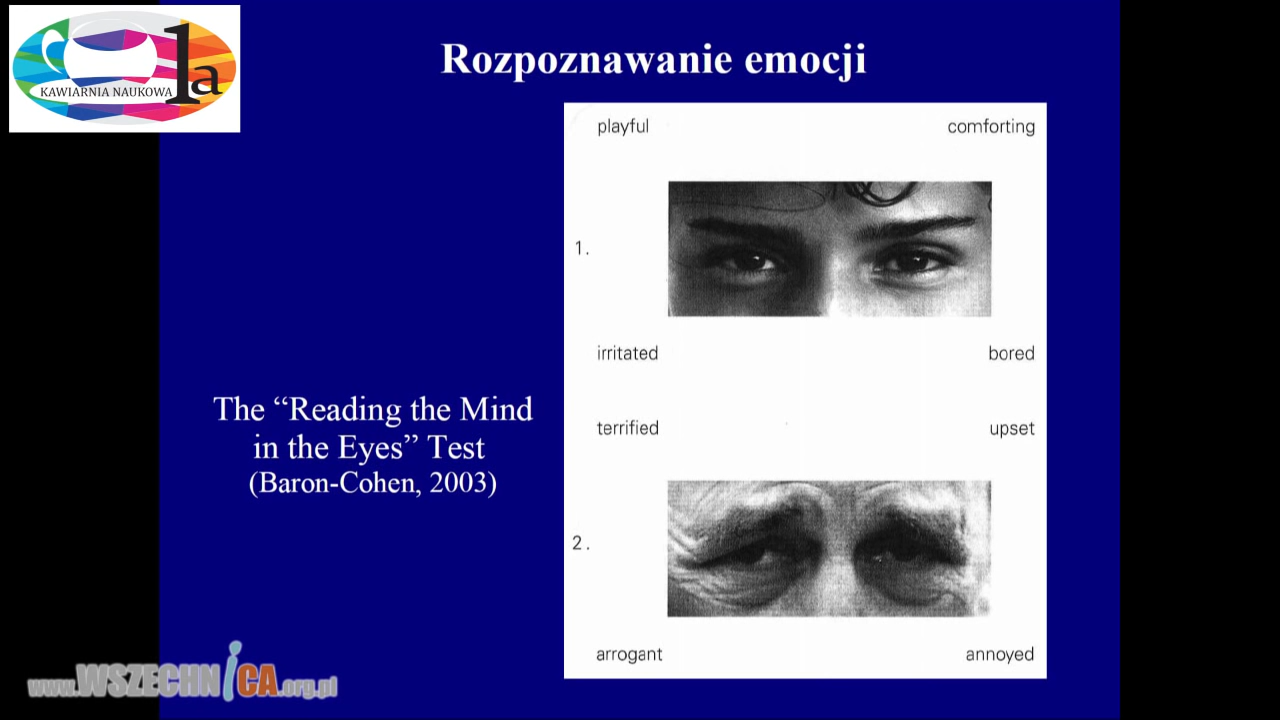 1a
KAWIARNIA NAUKOWA
Rozpoznawanie emocji
playful comforting
1.
irritated bored
The “Reading the Mind
in the Eyes” Test
(Baron-Cohen, 2003)
terrified upset
2.
arrogant annoyed
www.WSZECHNiCA.org.pl